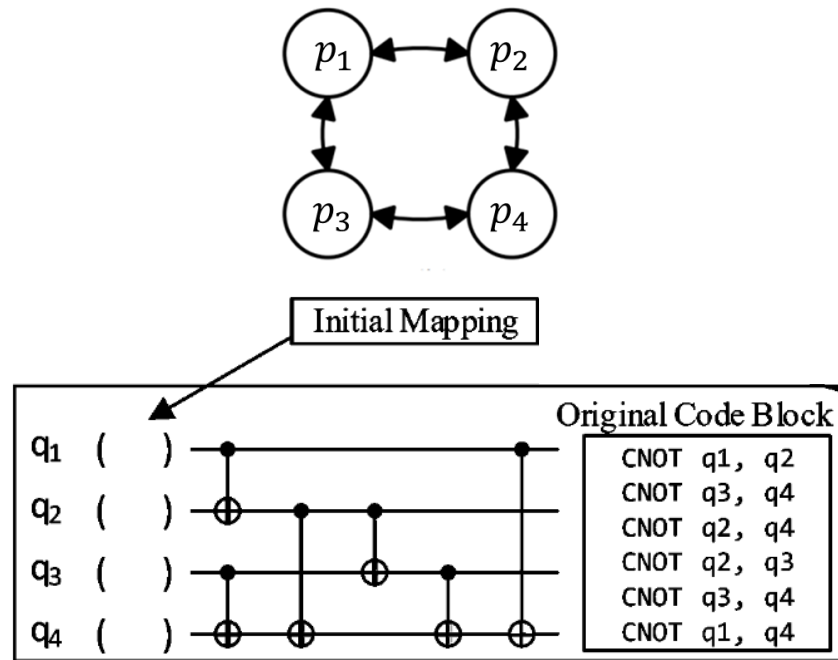 p1 p2
p3 p4
Initial Mapping
Original Code Block
q1 ( )
q2 ( )
q3 ( )
q4 ( )
CNOT q1, q2
CNOT q3, q4
CNOT q2, q4
CNOT q2, q3
CNOT q3, q4
CNOT q1, q4